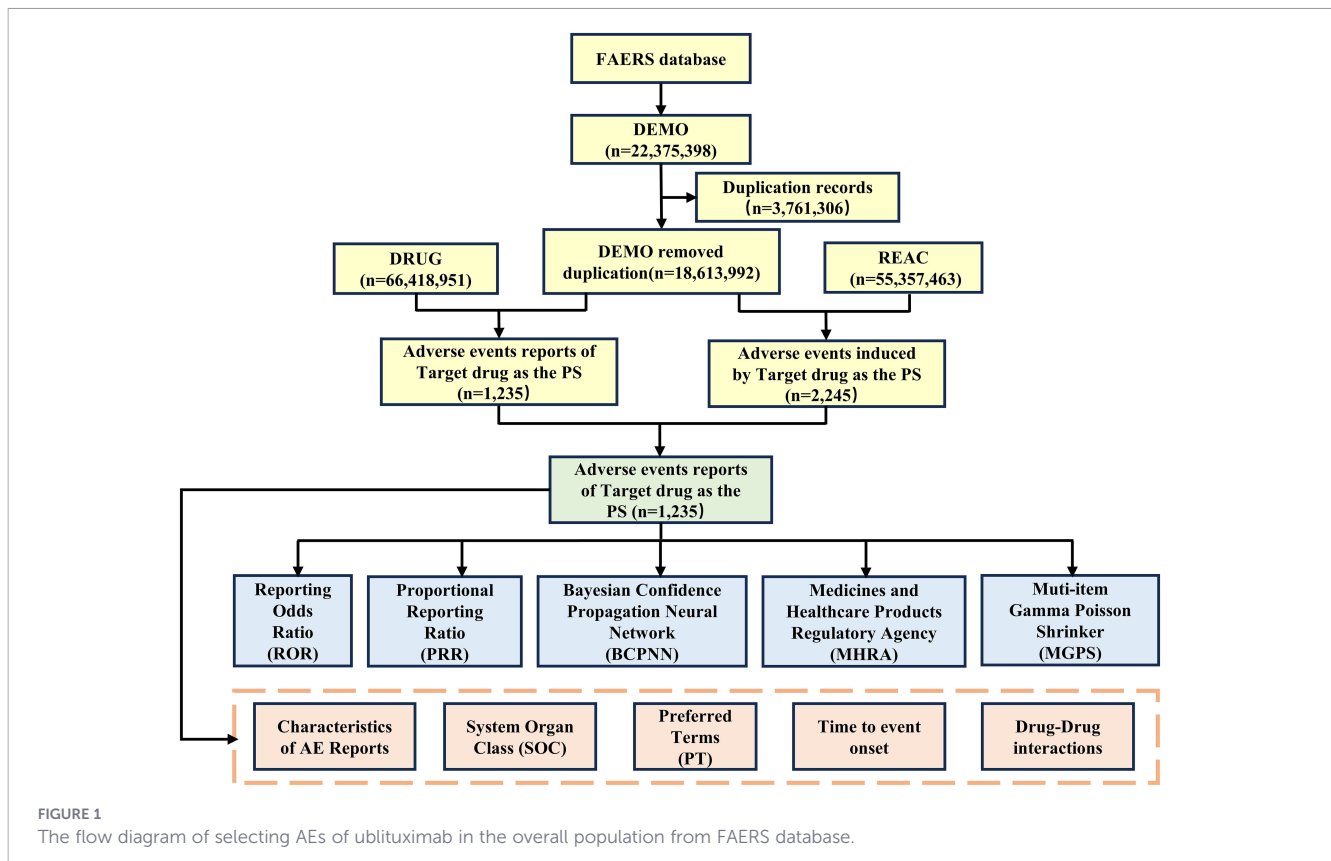 FAERS database
DEMO
(n=22,375,398)
Duplication records
(n=3,761,306)
DRUG
(n=66,418,951)
DEMO removed
duplication(n=18,613,992)
REAC
(n=55,357,463)
Adverse events reports of
Target drug as the PS
(n=1,235)
Adverse events induced
by Target drug as the PS
(n=2,245)
Adverse events reports
of Target drug as the
PS (n=1,235)
Reporting
Odds
Ratio
(ROR)
Proportional
Reporting
Ratio
(PRR)
Bayesian Confidence
Propagation Neural
Network
(BCPNN)
Medicines and
Healthcare Products
Regulatory Agency
(MHRA)
Muti-item
Gamma Poisson
Shrinker
(MGPS)
Characteristics
of AE Reports
System Organ
Class (SOC)
Preferred
Terms
(PT)
Time to event
onset
Drug-Drug
interactions
FIGURE 1
The flow diagram of selecting AEs of ublituximab in the overall population from FAERS database.